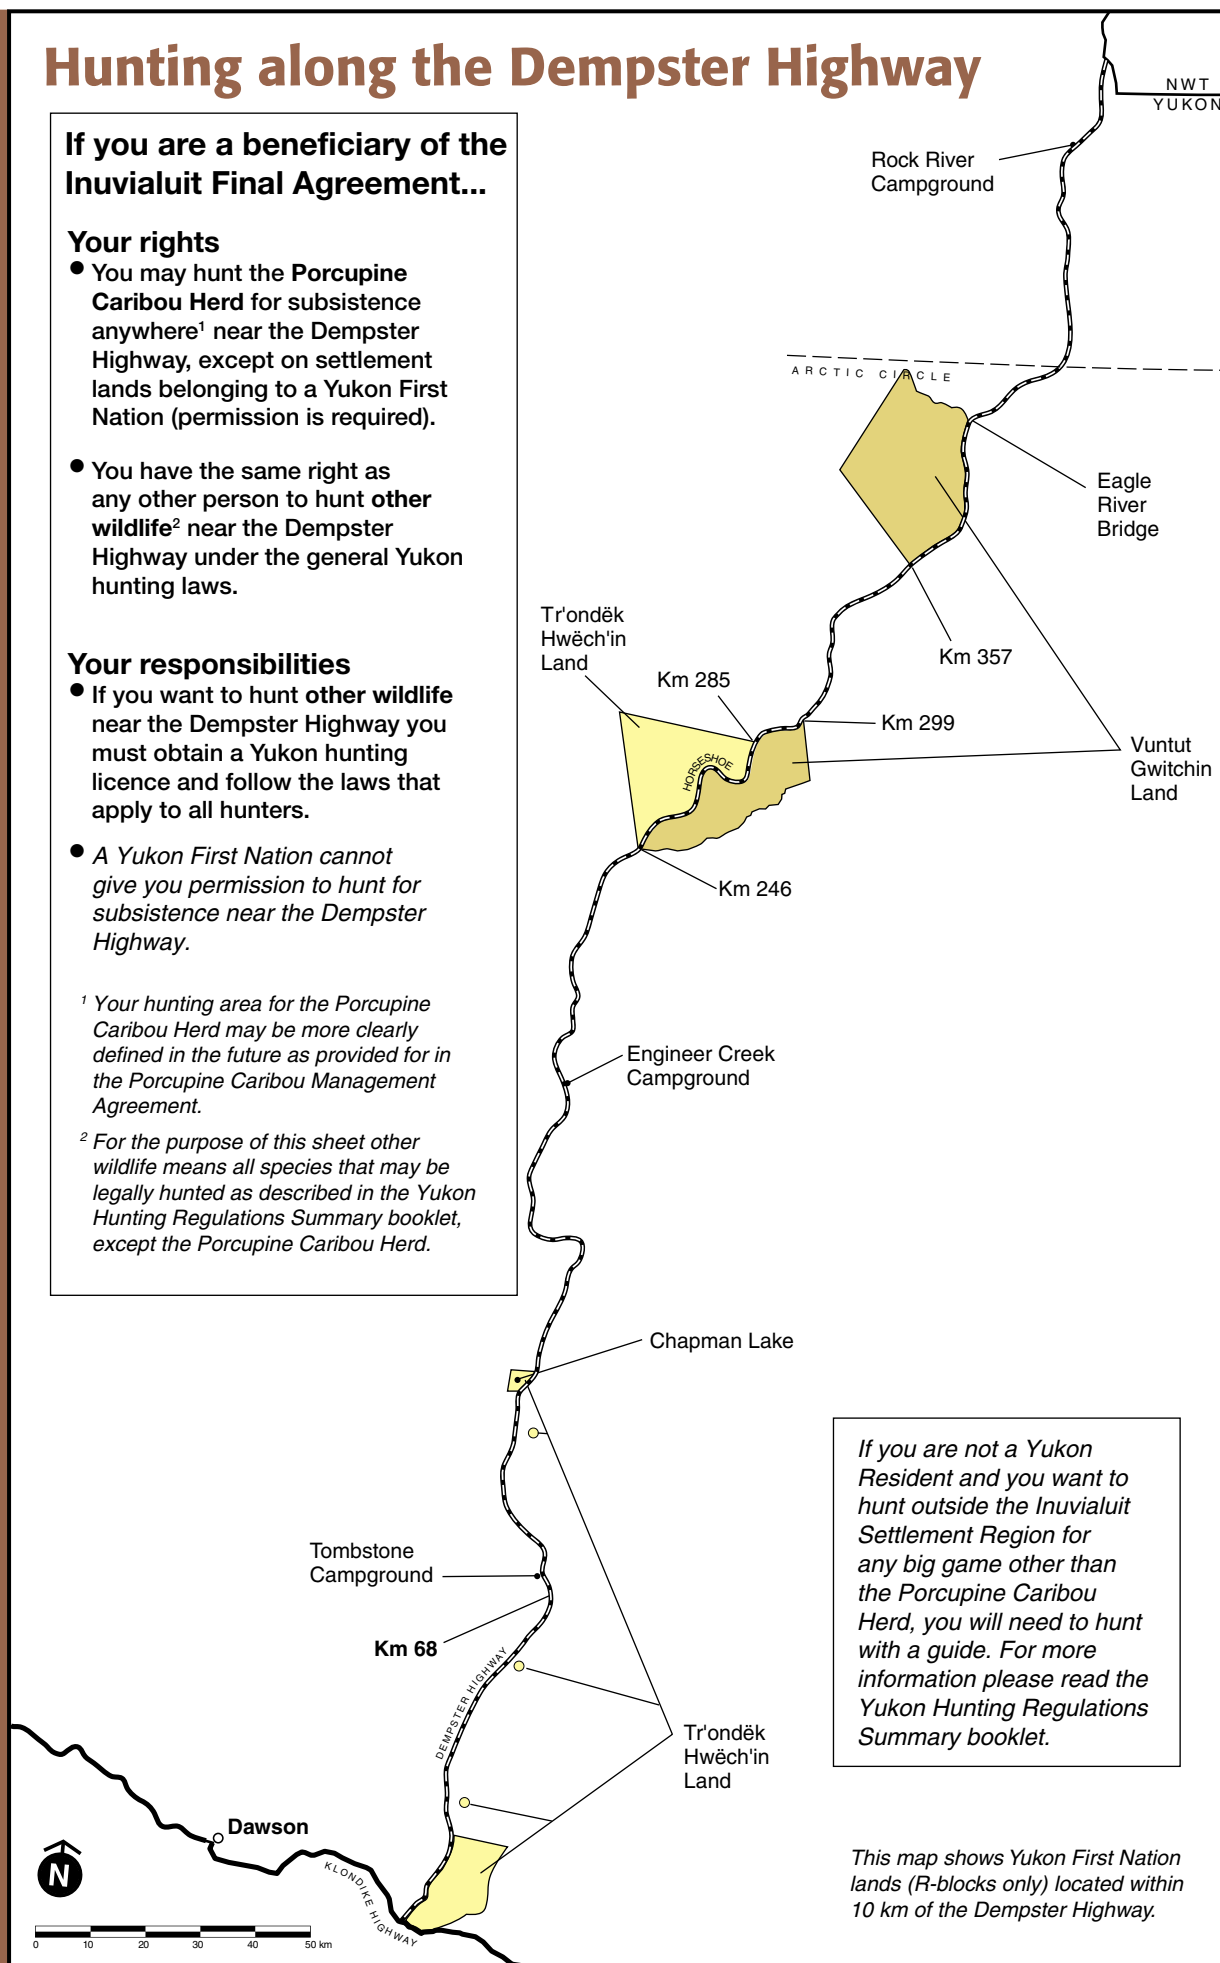 Hunting along the Dempster Highway
If you are a beneficiary of the
Inuvialuit Final Agreement...
Your rights
● You may hunt the Porcupine
Caribou Herd for subsistence
anywhere¹ near the Dempster
Highway, except on settlement
lands belonging to a Yukon First
Nation (permission is required).
● You have the same right as
any other person to hunt other
wildlife² near the Dempster
Highway under the general Yukon
hunting laws.
Your responsibilities
● If you want to hunt other wildlife
near the Dempster Highway you
must obtain a Yukon hunting
licence and follow the laws that
apply to all hunters.
● A Yukon First Nation cannot
give you permission to hunt for
subsistence near the Dempster
Highway.
¹ Your hunting area for the Porcupine
Caribou Herd may be more clearly
defined in the future as provided for in
the Porcupine Caribou Management
Agreement.
² For the purpose of this sheet other
wildlife means all species that may be
legally hunted as described in the Yukon
Hunting Regulations Summary booklet,
except the Porcupine Caribou Herd.
NWT
YUKON
Rock River
Campground
ARCTIC CIRCLE
Eagle
River
Bridge
Tr'ondëk
Hwëch'in
Land
Km 357
Km 285
Km 299
Vuntut
Gwitchin
Land
HORSESHOE
Km 246
Engineer Creek
Campground
Chapman Lake
Tombstone
Campground
Km 68
DEMPSTER HIGHWAY
Tr'ondëk
Hwëch'in
Land
If you are not a Yukon
Resident and you want to
hunt outside the Inuvialuit
Settlement Region for
any big game other than
the Porcupine Caribou
Herd, you will need to hunt
with a guide. For more
information please read the
Yukon Hunting Regulations
Summary booklet.
Dawson
KLONDIKE HIGHWAY
N
0 10 20 30 40 50 km
This map shows Yukon First Nation
lands (R-blocks only) located within
10 km of the Dempster Highway.